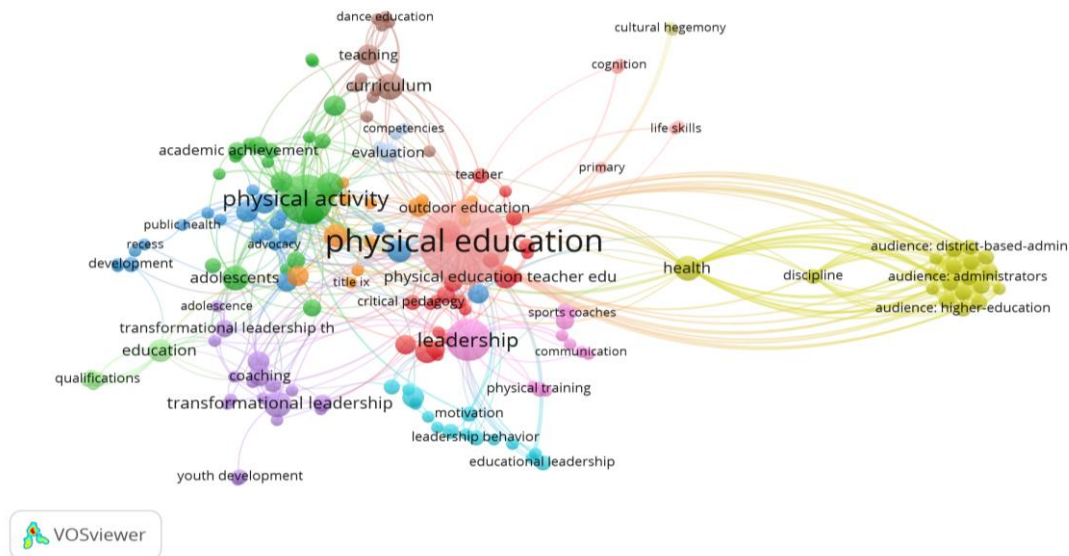 dance education
cultural hegemony
teaching
cognition
curriculum
competencies
life skills
academic achievement
evaluation
primary
teacher
physical activity
outdoor education
public health
physical education
recess
advocacy
audience: district-based-admin
development
health
discipline
adolescents
title ix
physical education teacher edu
audience: administrators
adolescence
critical pedagogy
audience: higher-education
sports coaches
transformational leadership th
leadership
education
communication
qualifications
coaching
physical training
transformational leadership
motivation
leadership behavior
educational leadership
youth development
VOSviewer